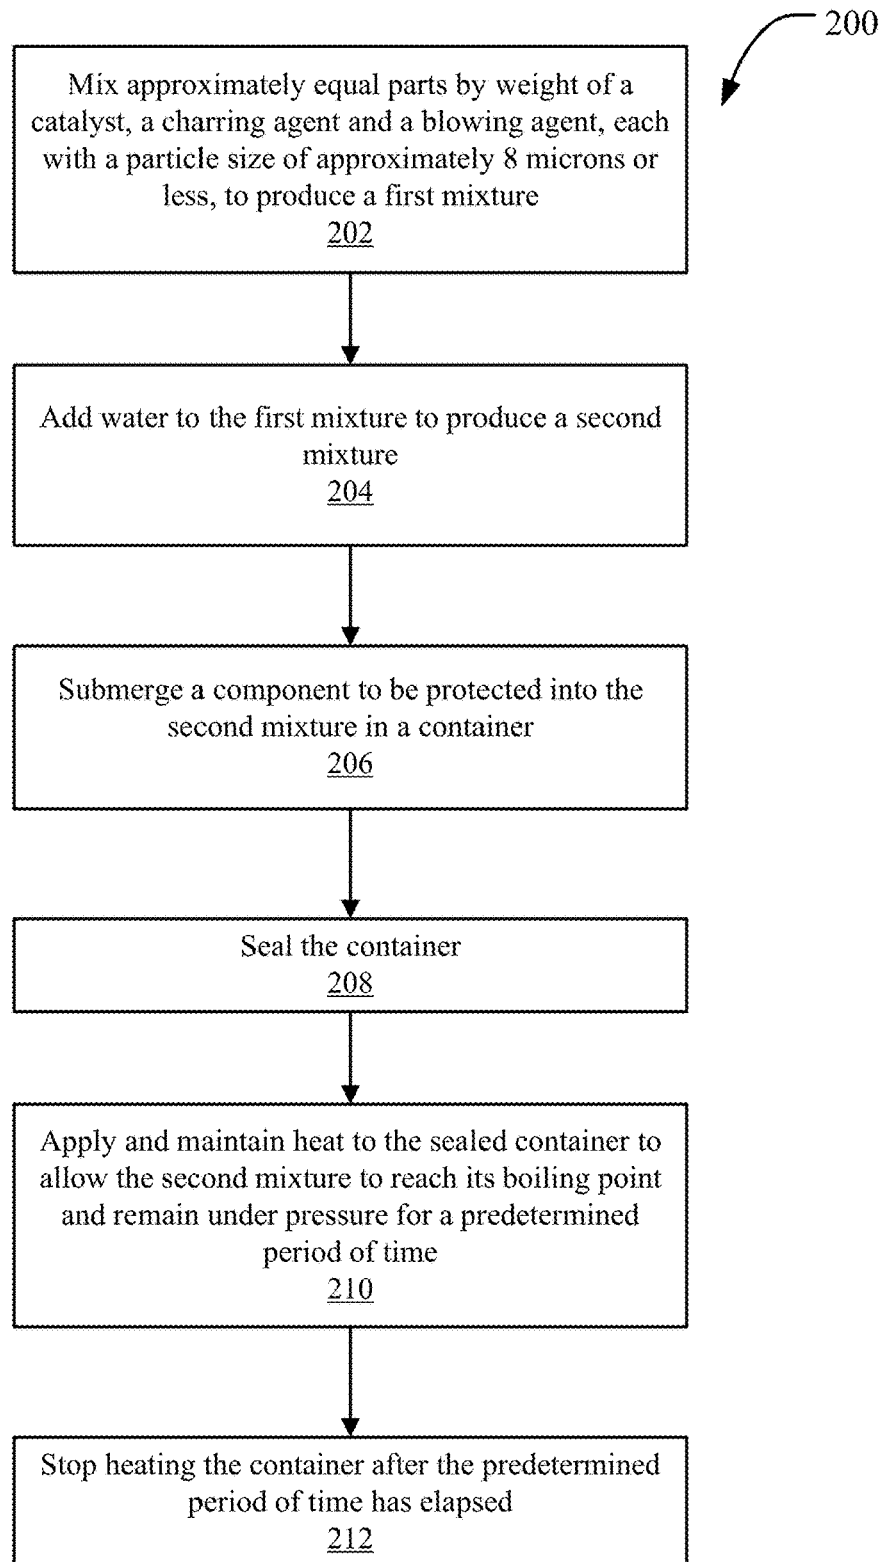 200
Mix approximately equal parts by weight of a
catalyst, a charring agent and a blowing agent, each
with a particle size of approximately 8 microns or
less, to produce a first mixture
202
Add water to the first mixture to produce a second
mixture
204
Submerge a component to be protected into the
second mixture in a container
206
Seal the container
208
Apply and maintain heat to the sealed container to
allow the second mixture to reach its boiling point
and remain under pressure for a predetermined
period of time
210
Stop heating the container after the predetermined
period of time has elapsed
212